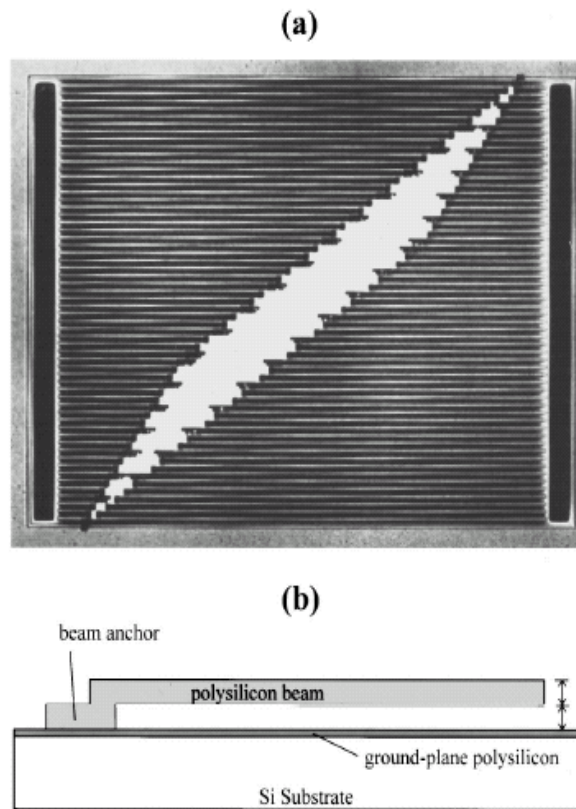 (a)
(b)
beam anchor
polysilicon beam
ground-plane polysilicon
Si Substrate